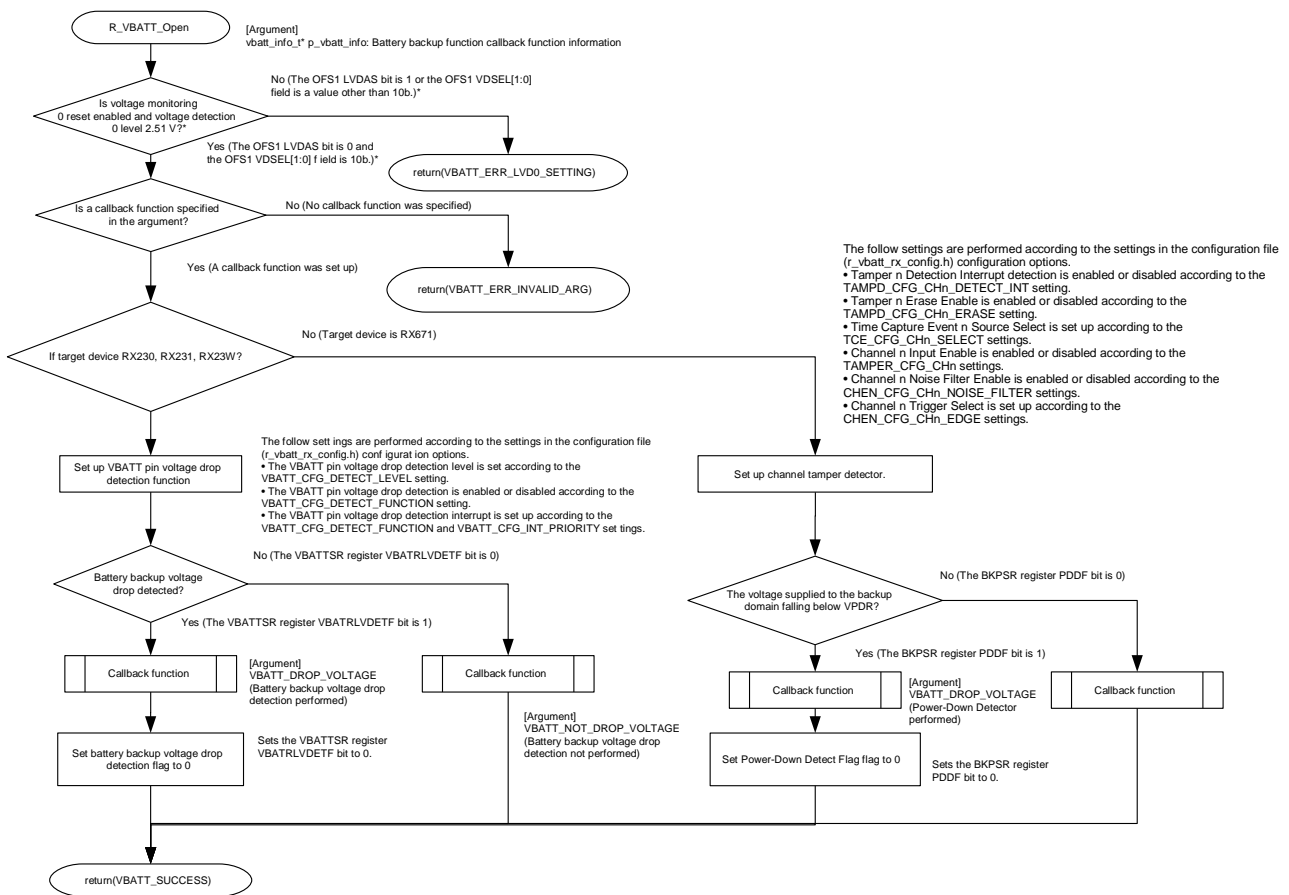 R_VBATT_Open
[Argument]
vbatt_info_t* p_vbatt_info: Battery backup function callback function information
No (The OFS1 LVDAS bit is 1 or the OFS1 VDSEL[1:0]
field is a value other than 10b.)*
Is voltage monitoring
0 reset enabled and voltage detection
0 level 2.51 V?*
Yes (The OFS1 LVDAS bit is 0 and
the OFS1 VDSEL[1:0] f ield is 10b.)*
return(VBATT_ERR_LVD0_SETTING)
Is a callback function specified
in the argument?
No (No callback function was specified)
Yes (A callback function was set up)
return(VBATT_ERR_INVALID_ARG)
The follow settings are performed according to the settings in the configuration file
(r_vbatt_rx_config.h) configuration options.
• Tamper n Detection Interrupt detection is enabled or disabled according to the
TAMPD_CFG_CHn_DETECT_INT setting.
• Tamper n Erase Enable is enabled or disabled according to the
TAMPD_CFG_CHn_ERASE setting.
• Time Capture Event n Source Select is set up according to the
TCE_CFG_CHn_SELECT settings.
• Channel n Input Enable is enabled or disabled according to the
TAMPER_CFG_CHn settings.
• Channel n Noise Filter Enable is enabled or disabled according to the
CHEN_CFG_CHn_NOISE_FILTER settings.
• Channel n Trigger Select is set up according to the
CHEN_CFG_CHn_EDGE settings.
No (Target device is RX671)
If target device RX230, RX231, RX23W?
The follow sett ings are performed according to the settings in the configuration file
(r_vbatt_rx_config.h) conf igurat ion options.
• The VBATT pin voltage drop detection level is set according to the
VBATT_CFG_DETECT_LEVEL setting.
• The VBATT pin voltage drop detection is enabled or disabled according to the
VBATT_CFG_DETECT_FUNCTION setting.
• The VBATT pin voltage drop detection interrupt is set up according to the
VBATT_CFG_DETECT_FUNCTION and VBATT_CFG_INT_PRIORITY set tings.
Set up VBATT pin voltage drop
detection function
Set up channel tamper detector.
No (The VBATTSR register VBATRLVDETF bit is 0)
Battery backup voltage
drop detected?
Yes (The VBATTSR register VBATRLVDETF bit is 1)
No (The BKPSR register PDDF bit is 0)
The voltage supplied to the backup
domain falling below VPDR?
Yes (The BKPSR register PDDF bit is 1)
Callback function
[Argument]
VBATT_DROP_VOLTAGE
(Battery backup voltage drop
detection performed)
Callback function
Callback function
[Argument]
VBATT_DROP_VOLTAGE
(Power-Down Detector
performed)
Callback function
[Argument]
VBATT_NOT_DROP_VOLTAGE
(Battery backup voltage drop
detection not performed)
Set battery backup voltage drop
detection flag to 0
Sets the VBATTSR register
VBATRLVDETF bit to 0.
Set Power-Down Detect Flag flag to 0
Sets the BKPSR register
PDDF bit to 0.
return(VBATT_SUCCESS)